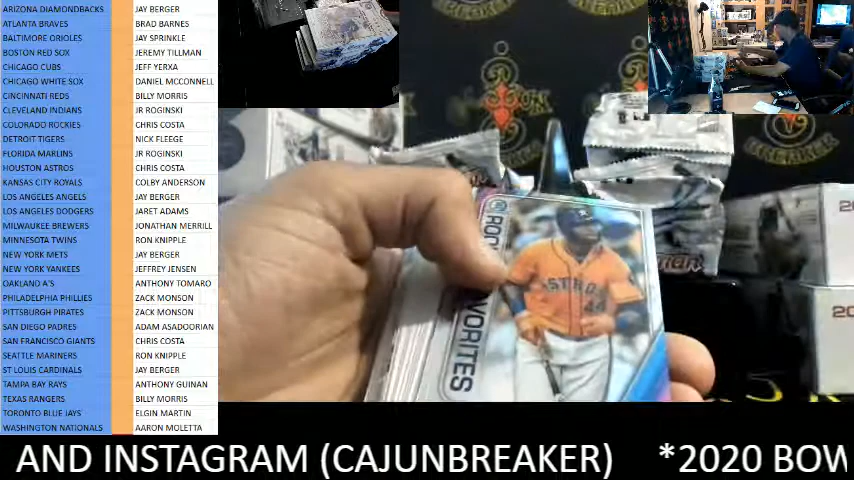 ARIZONA DIAMONDBACKS JAY BERGER
ATLANTA BRAVES BRAD BARNES
BALTIMORE ORIOLES JAY SPRINKLE
BOSTON RED SOX JEREMY TILLMAN
CHICAGO CUBS JEFF YERXA
CHICAGO WHITE SOX DANIEL MCCONNELL
CINCINATTI REDS BILLY MORRIS
CLEVELAND INDIANS JR ROGINSKI
COLORADO ROCKIES CHRIS COSTA
DETROIT TIGERS NICK FLEEGE
FLORIDA MARLINS JR ROGINSKI
HOUSTON ASTROS CHRIS COSTA
KANSAS CITY ROYALS COLBY ANDERSON
LOS ANGELES ANGELS JAY BERGER
LOS ANGELES DODGERS JARET ADAMS
MILWAUKEE BREWERS JONATHAN MERRILL
MINNESOTA TWINS RON KNIPPLE
NEW YORK METS JAY BERGER
NEW YORK YANKEES JEFFREY JENSEN
OAKLAND A'S ANTHONY TOMARO
PHILADELPHIA PHILLIES ZACK MONSON
PITTSBURGH PIRATES ZACK MONSON
SAN DIEGO PADRES ADAM ASADOORIAN
SAN FRANCISCO GIANTS CHRIS COSTA
SEATTLE MARINERS RON KNIPPLE
ST LOUIS CARDINALS JAY BERGER
TAMPA BAY RAYS ANTHONY GUINAN
TEXAS RANGERS BILLY MORRIS
TORONTO BLUE JAYS ELGIN MARTIN
WASHINGTON NATIONALS AARON MOLETTA
BREAKER
ASTROS
44
VORITES
20
20
AND INSTAGRAM (CAJUNBREAKER) *2020 BOW